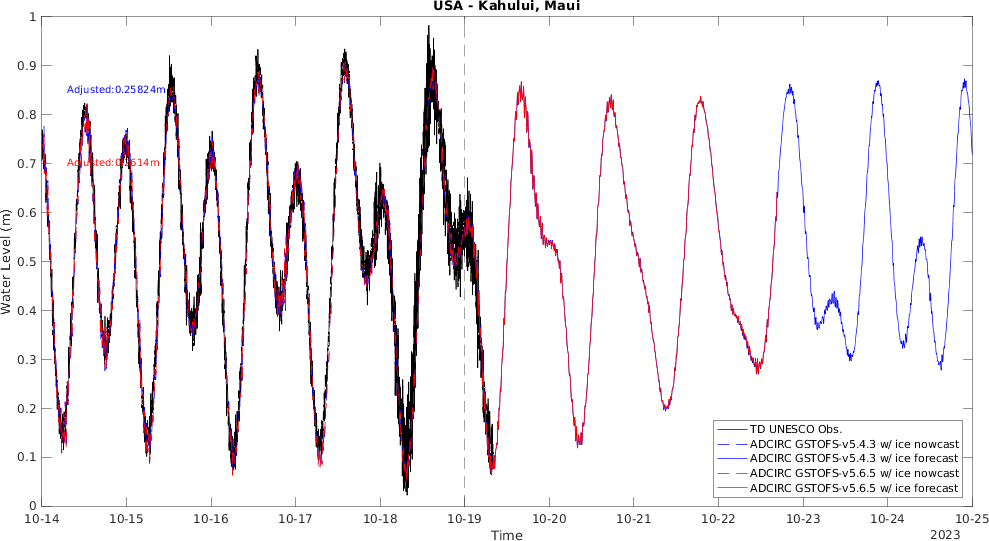 USA - Kahului, Maui
Water Level (m)
1
0.9
0.8
0.7
0.6
0.5
0.4
0.3
0.2
0.1
0
Adjusted:0.25824m
10-14
10-15
10-16
10-17
10-18
10-19
10-20
10-21
10-22
10-23
10-24
10-25
Time
2023
TD UNESCO Obs.
ADCIRC GSTOFS-v5.4.3 w/ ice nowcast
ADCIRC GSTOFS-v5.4.3 w/ ice forecast
ADCIRC GSTOFS-v5.6.5 w/ ice nowcast
ADCIRC GSTOFS-v5.6.5 w/ ice forecast